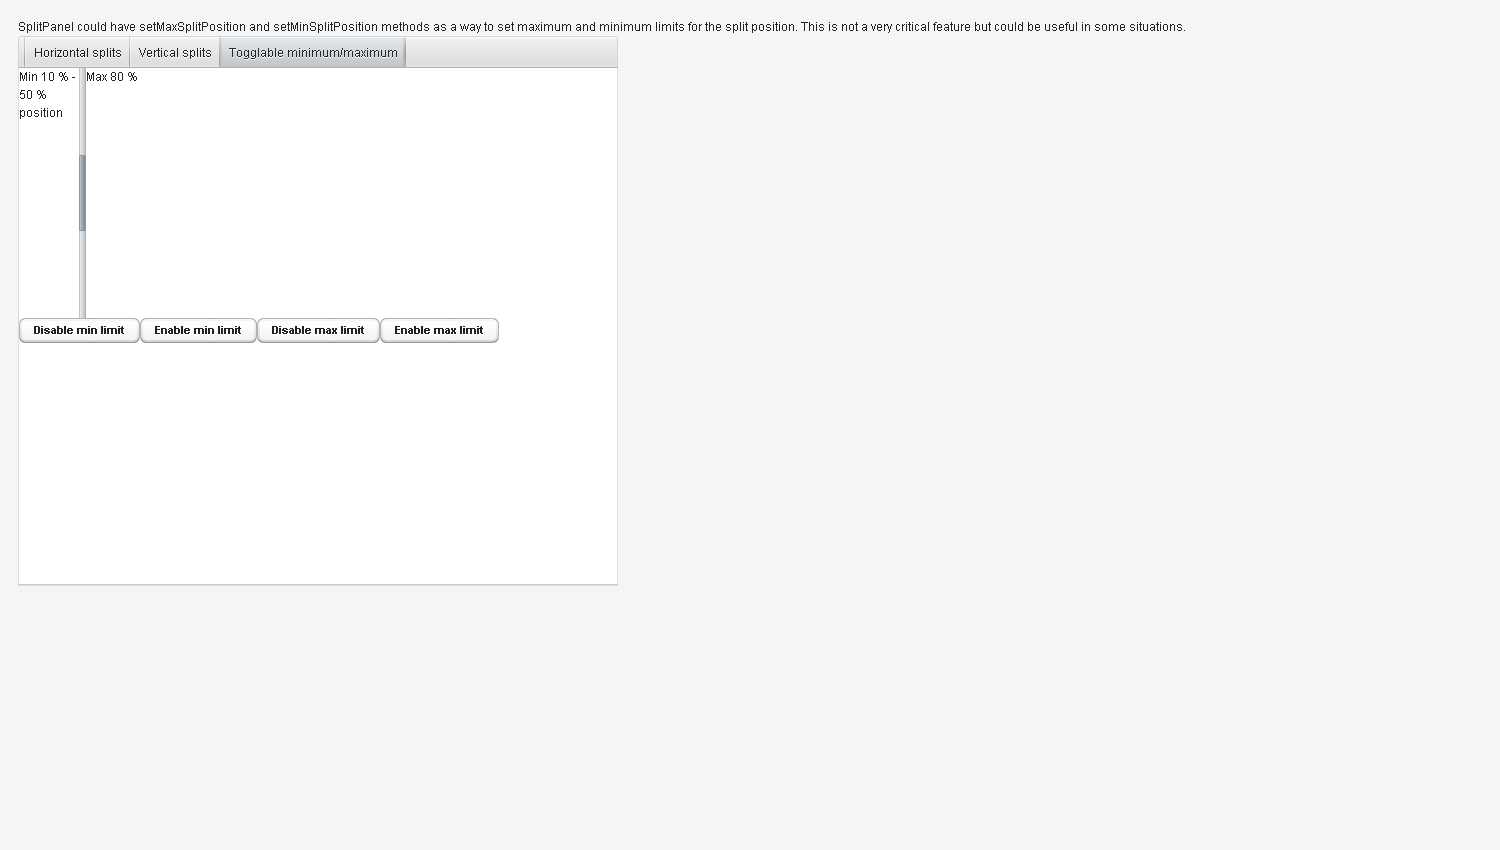 SplitPanel could have setMaxSplitPosition and setMinSplitPosition methods as a way to set maximum and minimum limits for the split position. This is not a very critical feature but could be useful in some situations.
Horizontal splits Vertical splits Togglable minimum/maximum
Min 10 % -
50 %
position
Max 80 %
Disable min limit Enable min limit Disable max limit Enable max limit